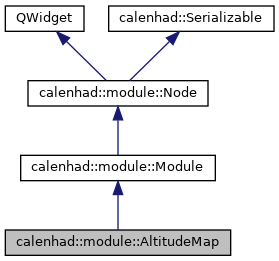 QWidget
calenhad::Serializable
calenhad::module::Node
calenhad::module::Module
calenhad::module::AltitudeMap